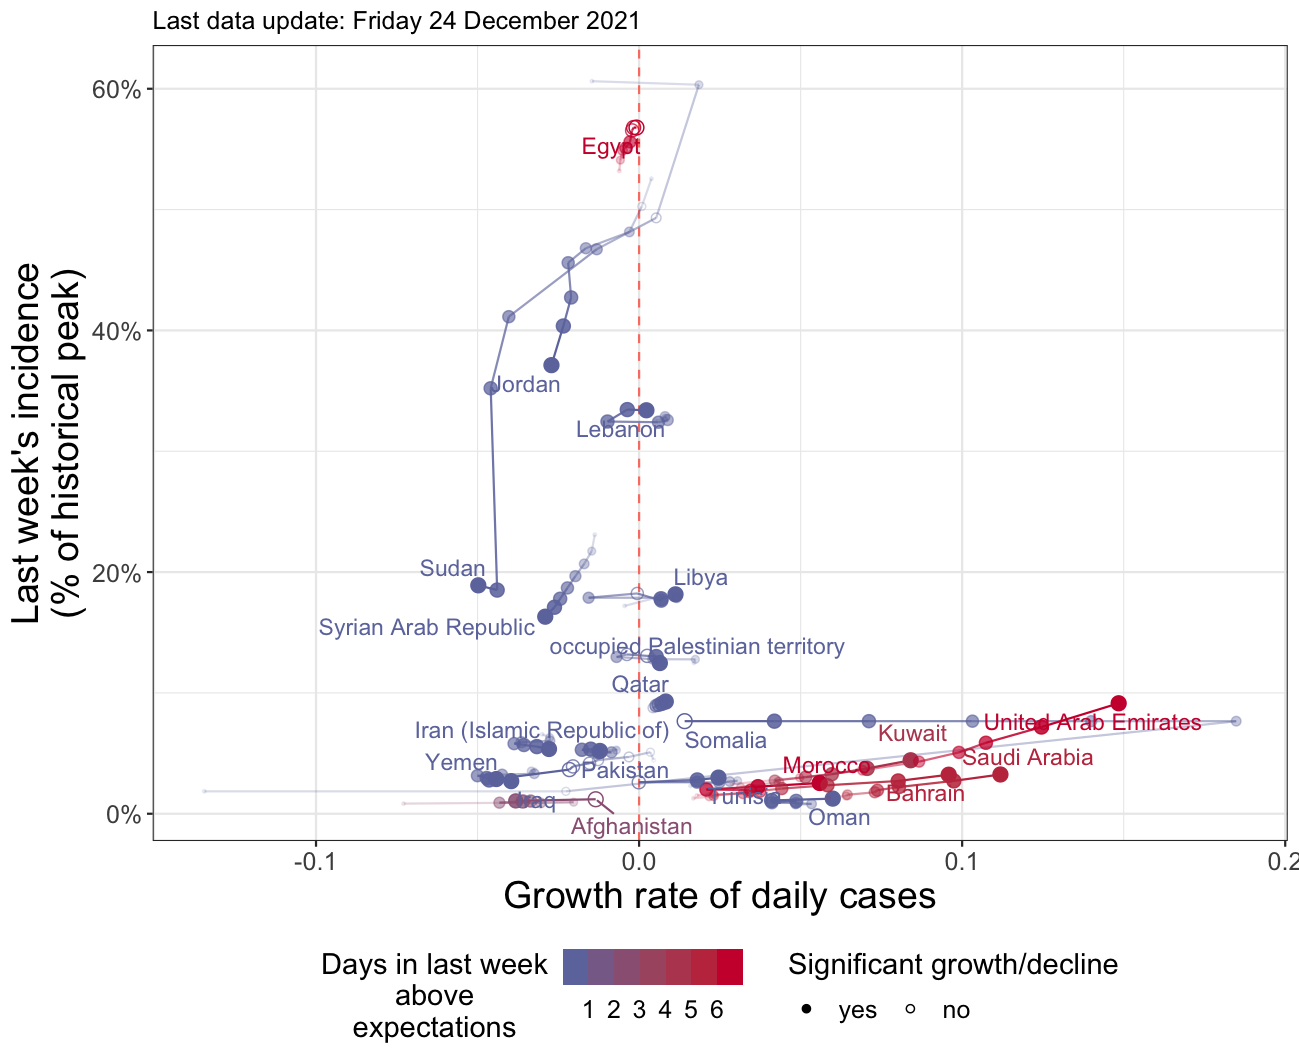 Last data update: Friday 24 December 2021
Last week's incidence
(% of historical peak)
60%
40%
20%
0%
Egypt
Jordan
Lebanon
Sudan
Libya
Syrian Arab Republic
occupied Palestinian territory
Qatar
Iran (Islamic Republic of)
United Arab Emirates
Somalia
Kuwait
Yemen
Pakistan
Morocco
Saudi Arabia
Iraq
Tunisia
Bahrain
Afghanistan
Oman
-0.1
0.0
0.1
0.2
Growth rate of daily cases
Days in last week
above
expectations
1 2 3 4 5 6
Significant growth/decline
yes
no